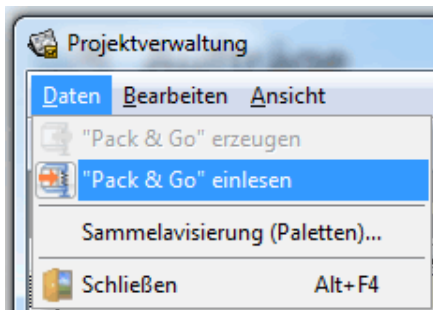 Projektverwaltung
Daten Bearbeiten Ansicht
"Pack & Go" erzeugen
"Pack & Go" einlesen
Sammelavisierung (Paletten)...
Schließen Alt+F4